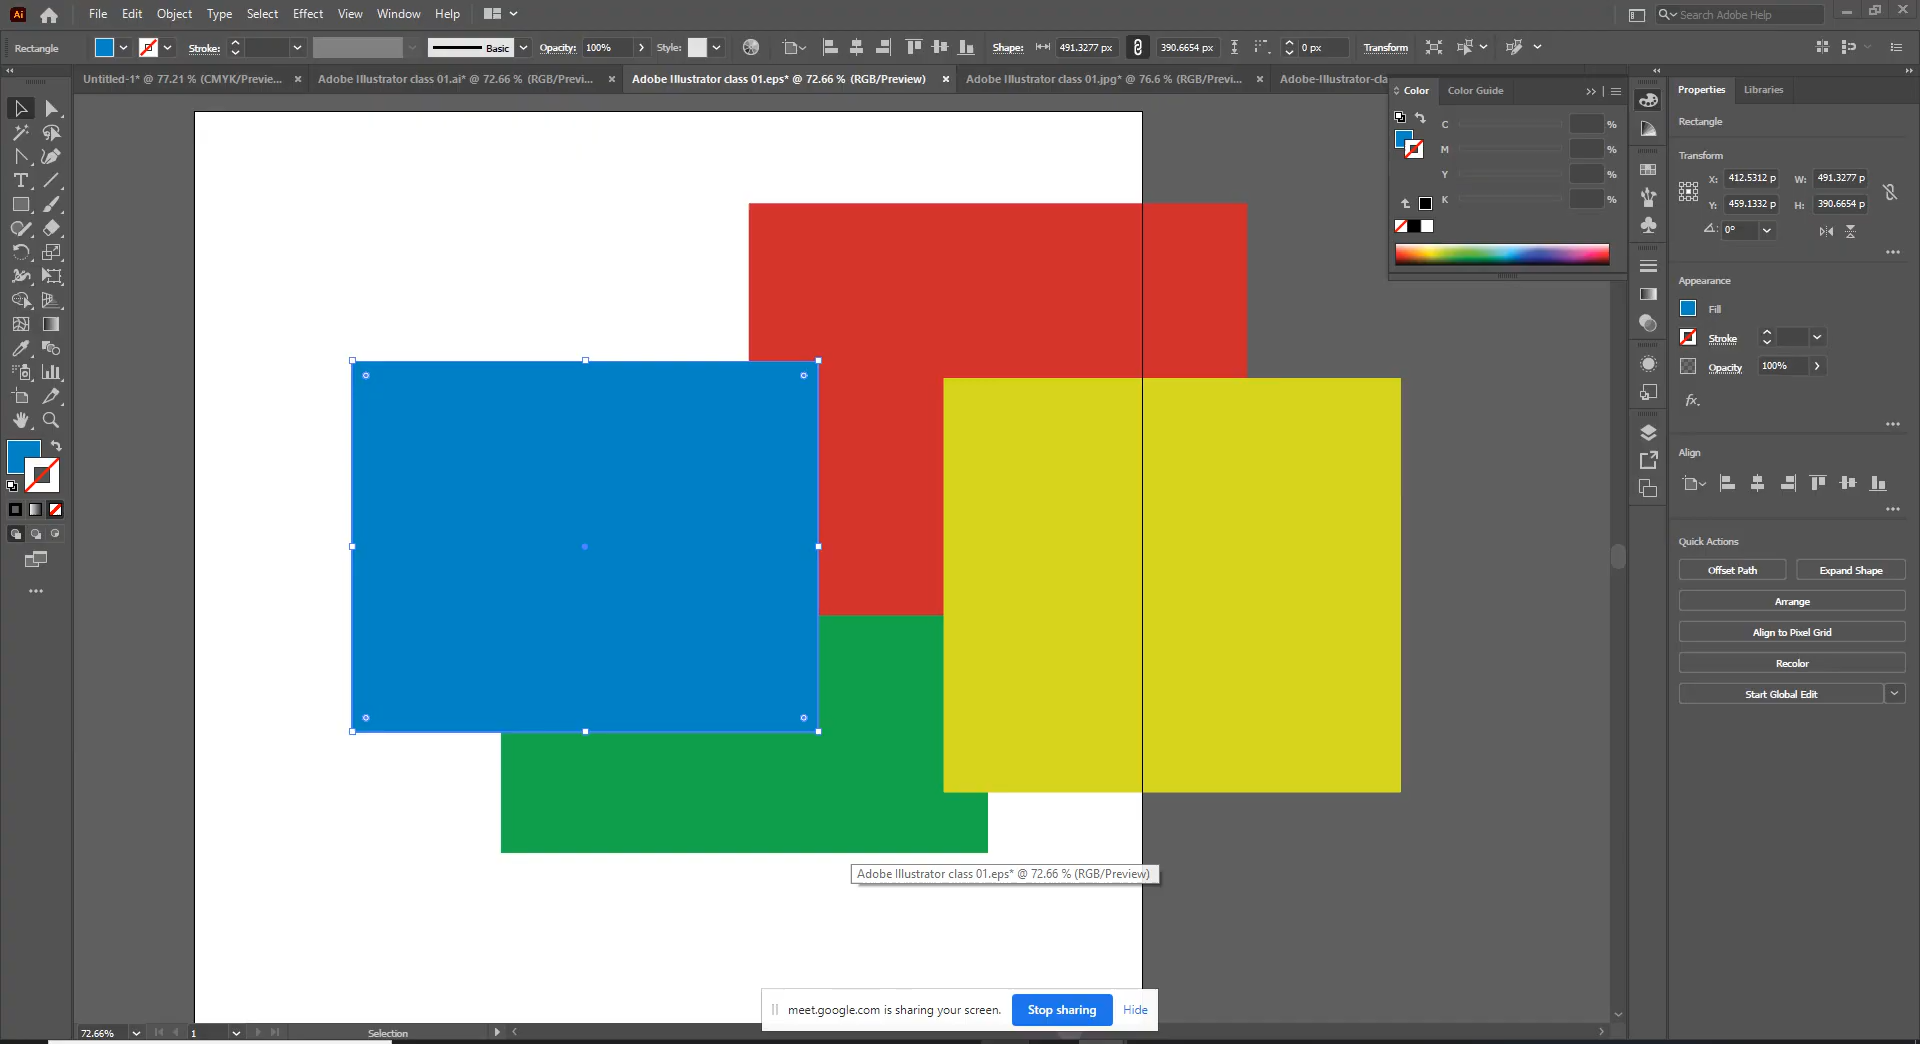 Ai File Edit Object Type Select Effect View Window Help Search Adobe Help
Rectangle Stroke: Basic Opacity: 100% Style: Shape: 491.3277 px 390.6654 px 0 px Transform
Untitled-1* @ 77.21 % (CMYK/Previe... × Adobe Illustrator class 01.ai* @ 72.66 % (RGB/Previ... × Adobe Illustrator class 01.eps* @ 72.66 % (RGB/Preview) × Adobe Illustrator class 01.jpg* @ 76.6 % (RGB/Previ... × Adobe-Illustrator-cla
Color Color Guide
C %
M %
Y %
K %
Properties Libraries
Rectangle
Transform
X: 412.5312 p W: 491.3277 p
Y: 459.1332 p H: 390.6654 p
0°
Appearance
Fill
Stroke
Opacity 100%
fx.
Align
Quick Actions
Offset Path Expand Shape
Arrange
Align to Pixel Grid
Recolor
Start Global Edit
Adobe Illustrator class 01.eps* @ 72.66 % (RGB/Preview)
meet.google.com is sharing your screen. Stop sharing Hide
72.66% 1 Selection